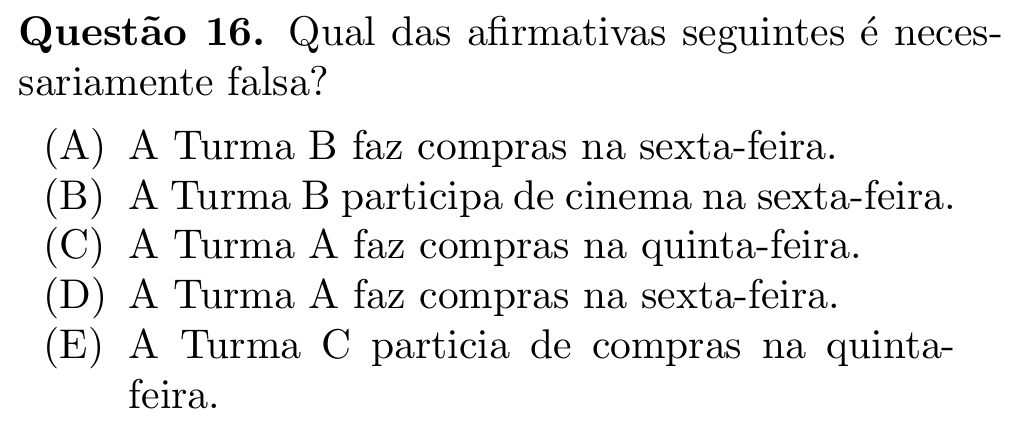 Questão 16. Qual das afirmativas seguintes é neces-
sariamente falsa?
(A) A Turma B faz compras na sexta-feira.
(B) A Turma B participa de cinema na sexta-feira.
(C) A Turma A faz compras na quinta-feira.
(D) A Turma A faz compras na sexta-feira.
(E) A Turma C particia de compras na quinta-
feira.